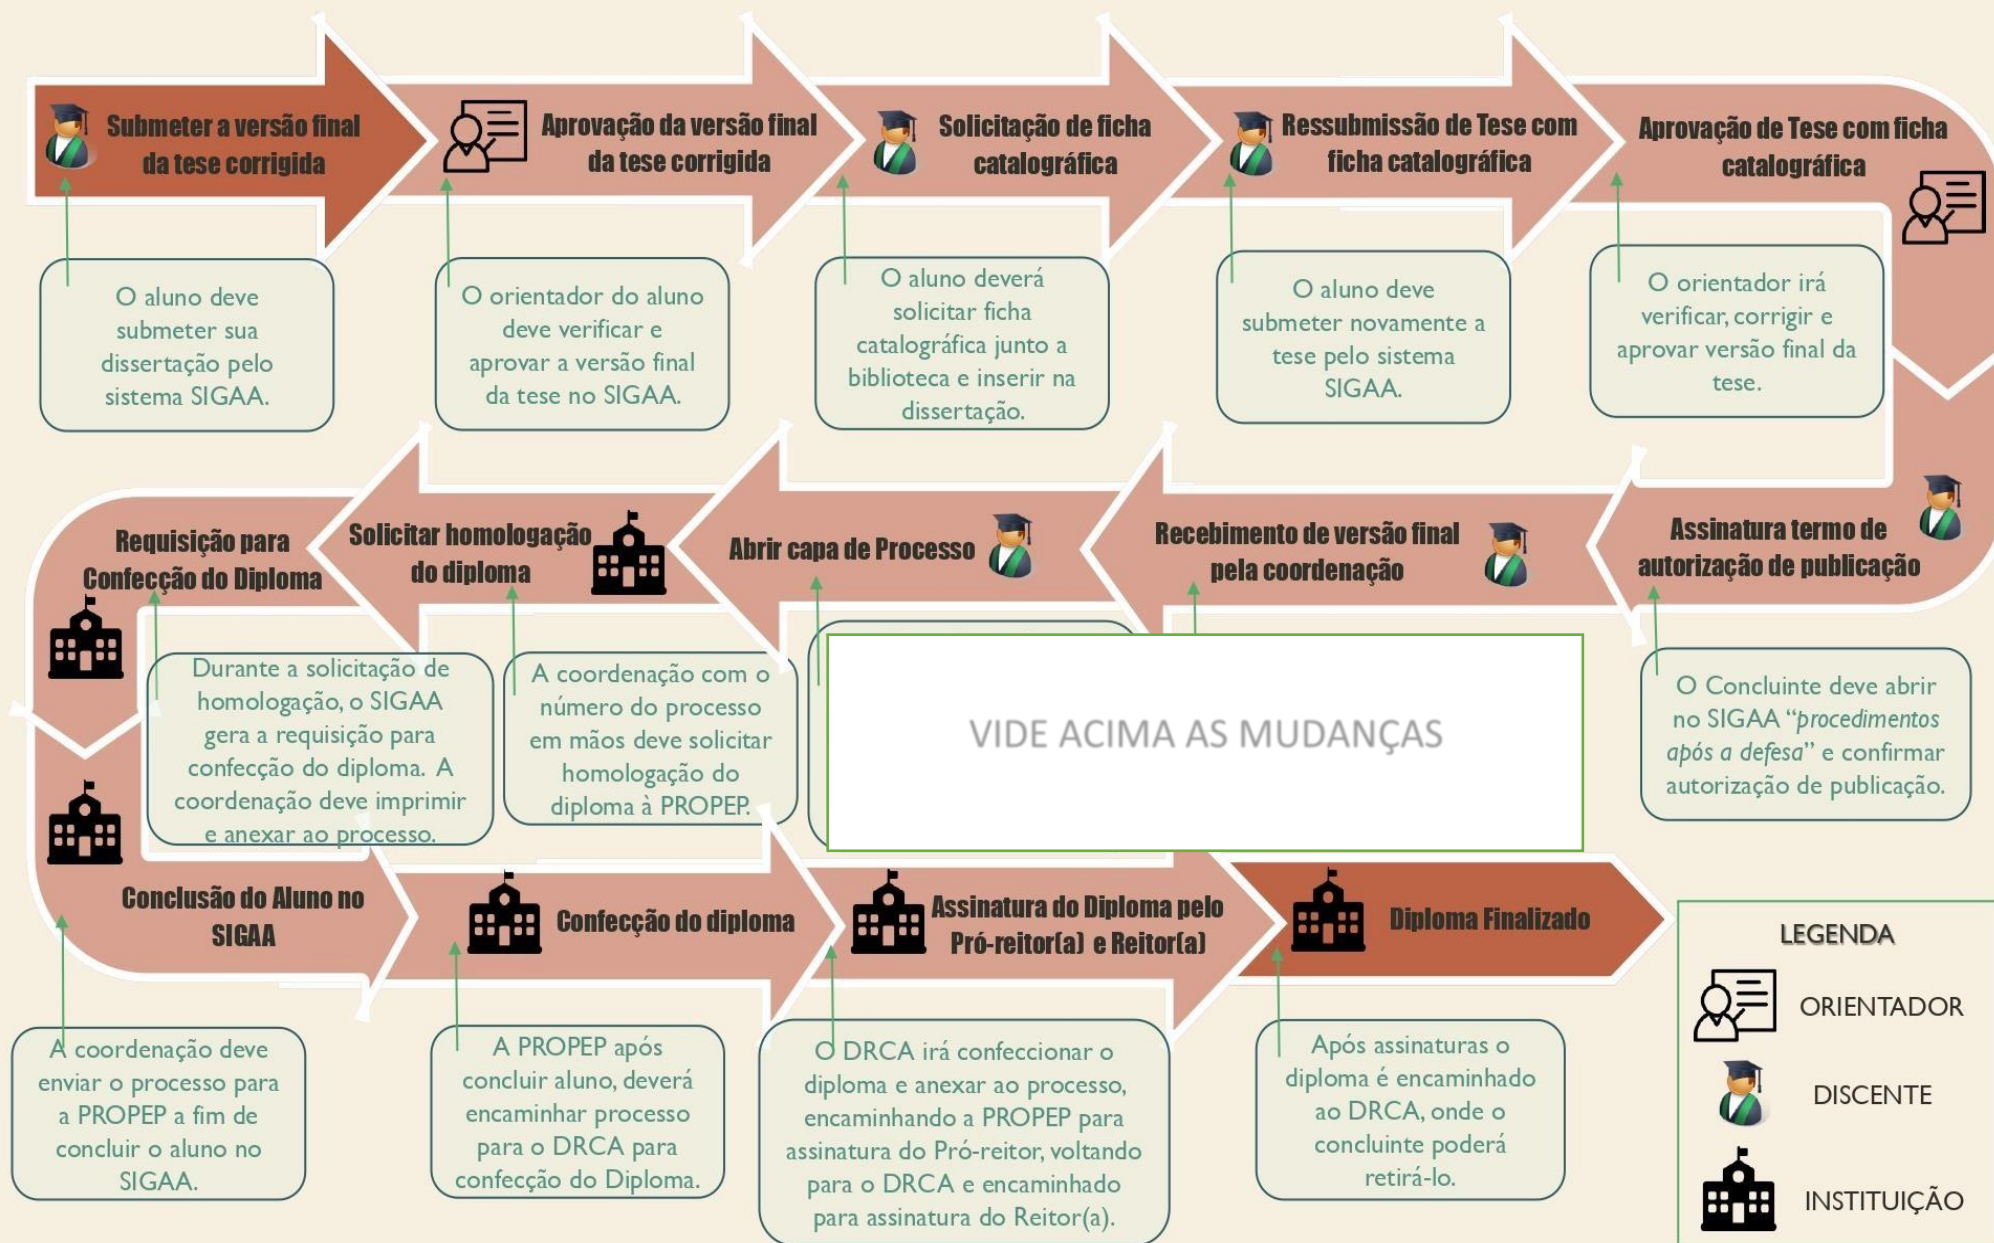 Submeter a versão final
da tese corrigida
Aprovação da versão final
da tese corrigida
Solicitação de ficha
catalográfica
Ressubmissão de Tese com
ficha catalográfica
Aprovação de Tese com ficha
catalográfica
O aluno deve
submeter sua
dissertação pelo
sistema SIGAA.
O orientador do aluno
deve verificar e
aprovar a versão final
da tese no SIGAA.
O aluno deverá
solicitar ficha
catalográfica junto a
biblioteca e inserir na
dissertação.
O aluno deve
submeter novamente a
tese pelo sistema
SIGAA.
O orientador irá
verificar, corrigir e
aprovar versão final da
tese.
Assinatura termo de
autorização de publicação
Recebimento de versão final
pela coordenação
Abrir capa de Processo
Solicitar homologação
do diploma
Requisição para
Confecção do Diploma
O Concluinte deve abrir
no SIGAA “procedimentos
após a defesa” e confirmar
autorização de publicação.
VIDE ACIMA AS MUDANÇAS
A coordenação com o
número do processo
em mãos deve solicitar
homologação do
diploma à PROPEP.
Durante a solicitação de
homologação, o SIGAA
gera a requisição para
confecção do diploma. A
coordenação deve imprimir
e anexar ao processo.
Conclusão do Aluno no
SIGAA
Confecção do diploma
Assinatura do Diploma pelo
Pró-reitor(a) e Reitor(a)
Diploma Finalizado
A coordenação deve
enviar o processo para
a PROPEP a fim de
concluir o aluno no
SIGAA.
A PROPEP após
concluir aluno, deverá
encaminhar processo
para o DRCA para
confecção do Diploma.
O DRCA irá confeccionar o
diploma e anexar ao processo,
encaminhando a PROPEP para
assinatura do Pró-reitor, voltando
para o DRCA e encaminhado
para assinatura do Reitor(a).
Após assinaturas o
diploma é encaminhado
ao DRCA, onde o
concluinte poderá
retirá-lo.
LEGENDA
ORIENTADOR
DISCENTE
INSTITUIÇÃO